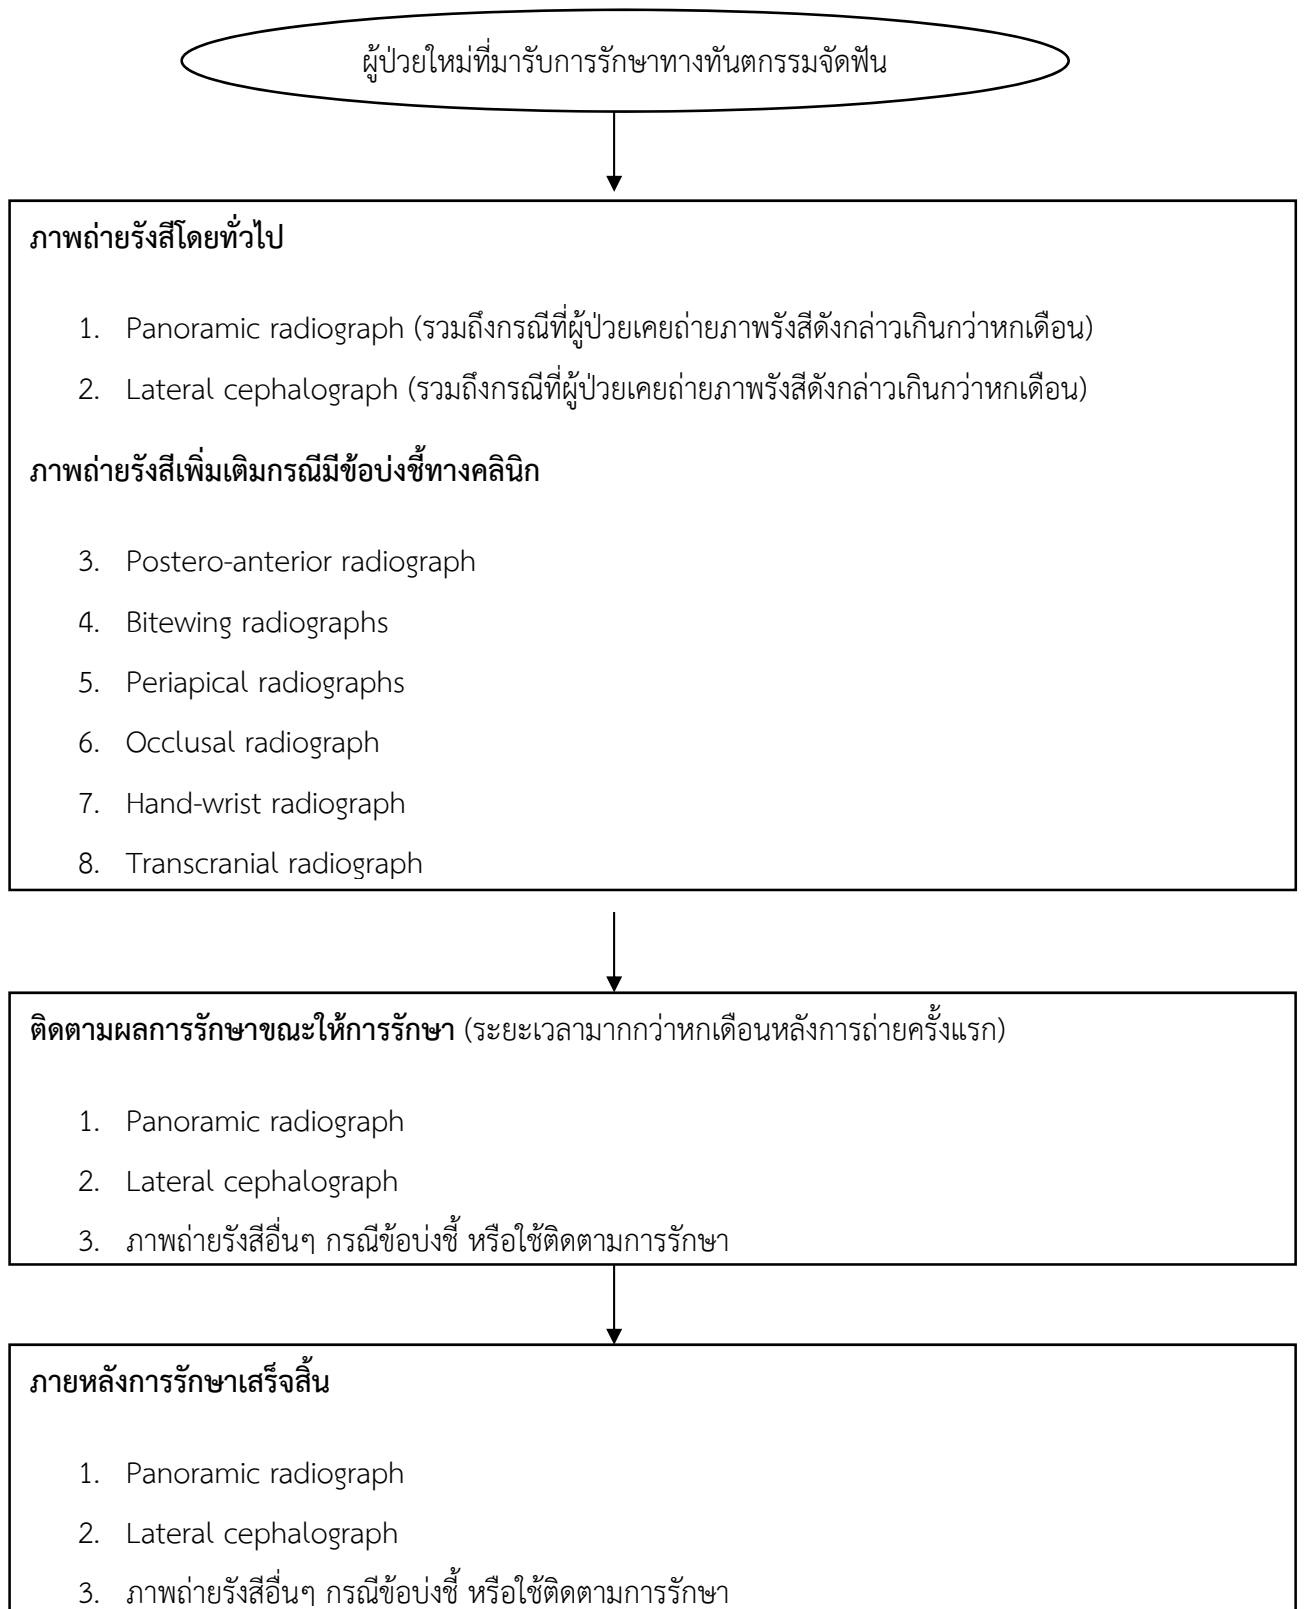 ผู้ป่วยใหม่ที่มารับการรักษาทางทันตกรรมจัดฟัน
ภาพถ่ายรังสีโดยทั่วไป
1. Panoramic radiograph (รวมถึงกรณีที่ผู้ป่วยเคยถ่ายภาพรังสีดังกล่าวเกินกว่าหกเดือน)
2. Lateral cephalograph (รวมถึงกรณีที่ผู้ป่วยเคยถ่ายภาพรังสีดังกล่าวเกินกว่าหกเดือน)
ภาพถ่ายรังสีเพิ่มเติมกรณีมีข้อบ่งชี้ทางคลินิก
3. Postero-anterior radiograph
4. Bitewing radiographs
5. Periapical radiographs
6. Occlusal radiograph
7. Hand-wrist radiograph
8. Transcranial radiograph
ติดตามผลการรักษาขณะให้การรักษา (ระยะเวลามากกว่าหกเดือนหลังการถ่ายครั้งแรก)
1. Panoramic radiograph
2. Lateral cephalograph
3. ภาพถ่ายรังสีอื่นๆ กรณีข้อบ่งชี้ หรือใช้ติดตามการรักษา
ภายหลังการรักษาเสร็จสิ้น
1. Panoramic radiograph
2. Lateral cephalograph
3. ภาพถ่ายรังสีอื่นๆ กรณีข้อบ่งชี้ หรือใช้ติดตามการรักษา